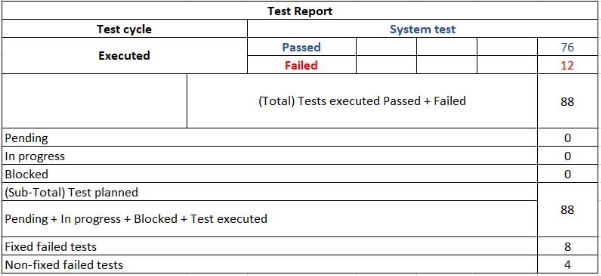 Test Report
Test cycle System test
Executed Passed 76
Failed 12
(Total) Tests executed Passed + Failed 88
Pending 0
In progress 0
Blocked 0
(Sub-Total) Test planned
Pending + In progress + Blocked + Test executed 88
Fixed failed tests 8
Non-fixed failed tests 4